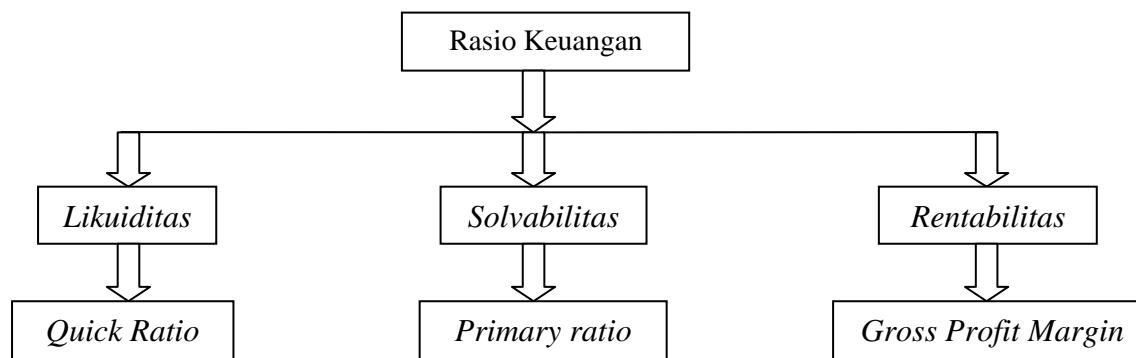 Rasio Keuangan
Likuiditas
Solvabilitas
Rentabilitas
Quick Ratio
Primary ratio
Gross Profit Margin